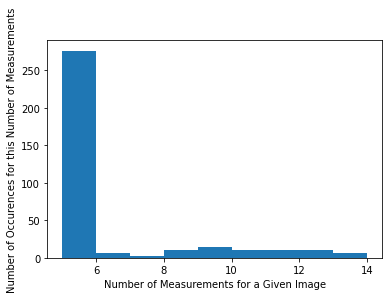 Number of Occurences for this Number of Measurements
250
200
150
100
50
0
6 8 10 12 14
Number of Measurements for a Given Image